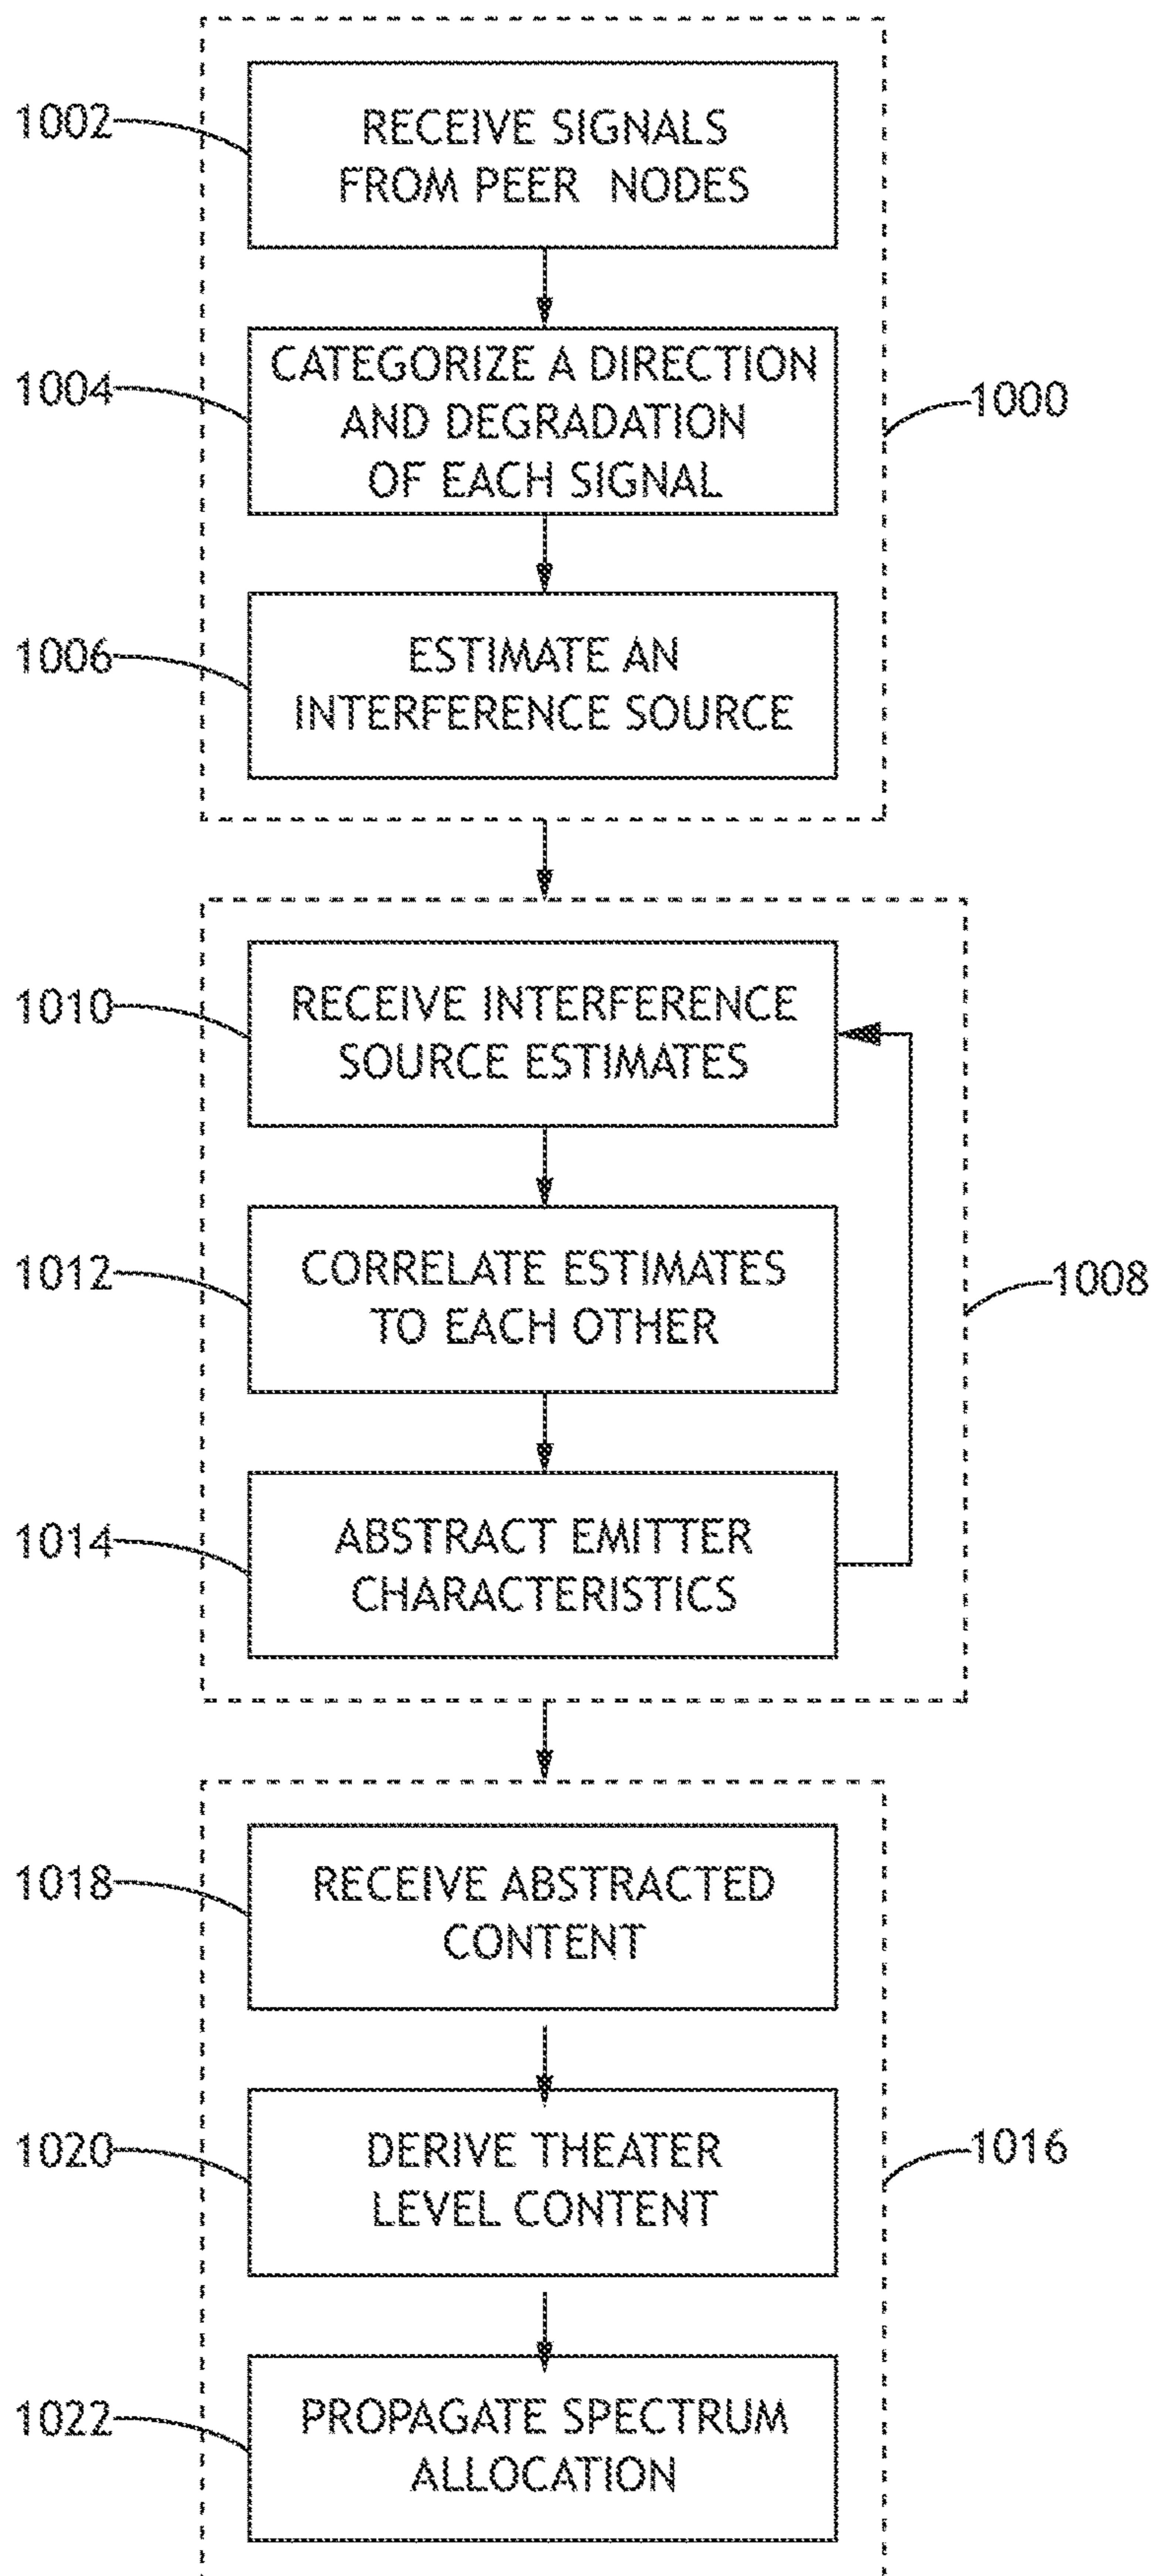 1002
RECEIVE SIGNALS
FROM PEER NODES
1004
CATEGORIZE A DIRECTION
AND DEGRADATION
OF EACH SIGNAL
1000
1006
ESTIMATE AN
INTERFERENCE SOURCE
1010
RECEIVE INTERFERENCE
SOURCE ESTIMATES
1012
CORRELATE ESTIMATES
TO EACH OTHER
1008
1014
ABSTRACT EMITTER
CHARACTERISTICS
1018
RECEIVE ABSTRACTED
CONTENT
1020
DERIVE THEATER
LEVEL CONTENT
1016
1022
PROPAGATE SPECTRUM
ALLOCATION